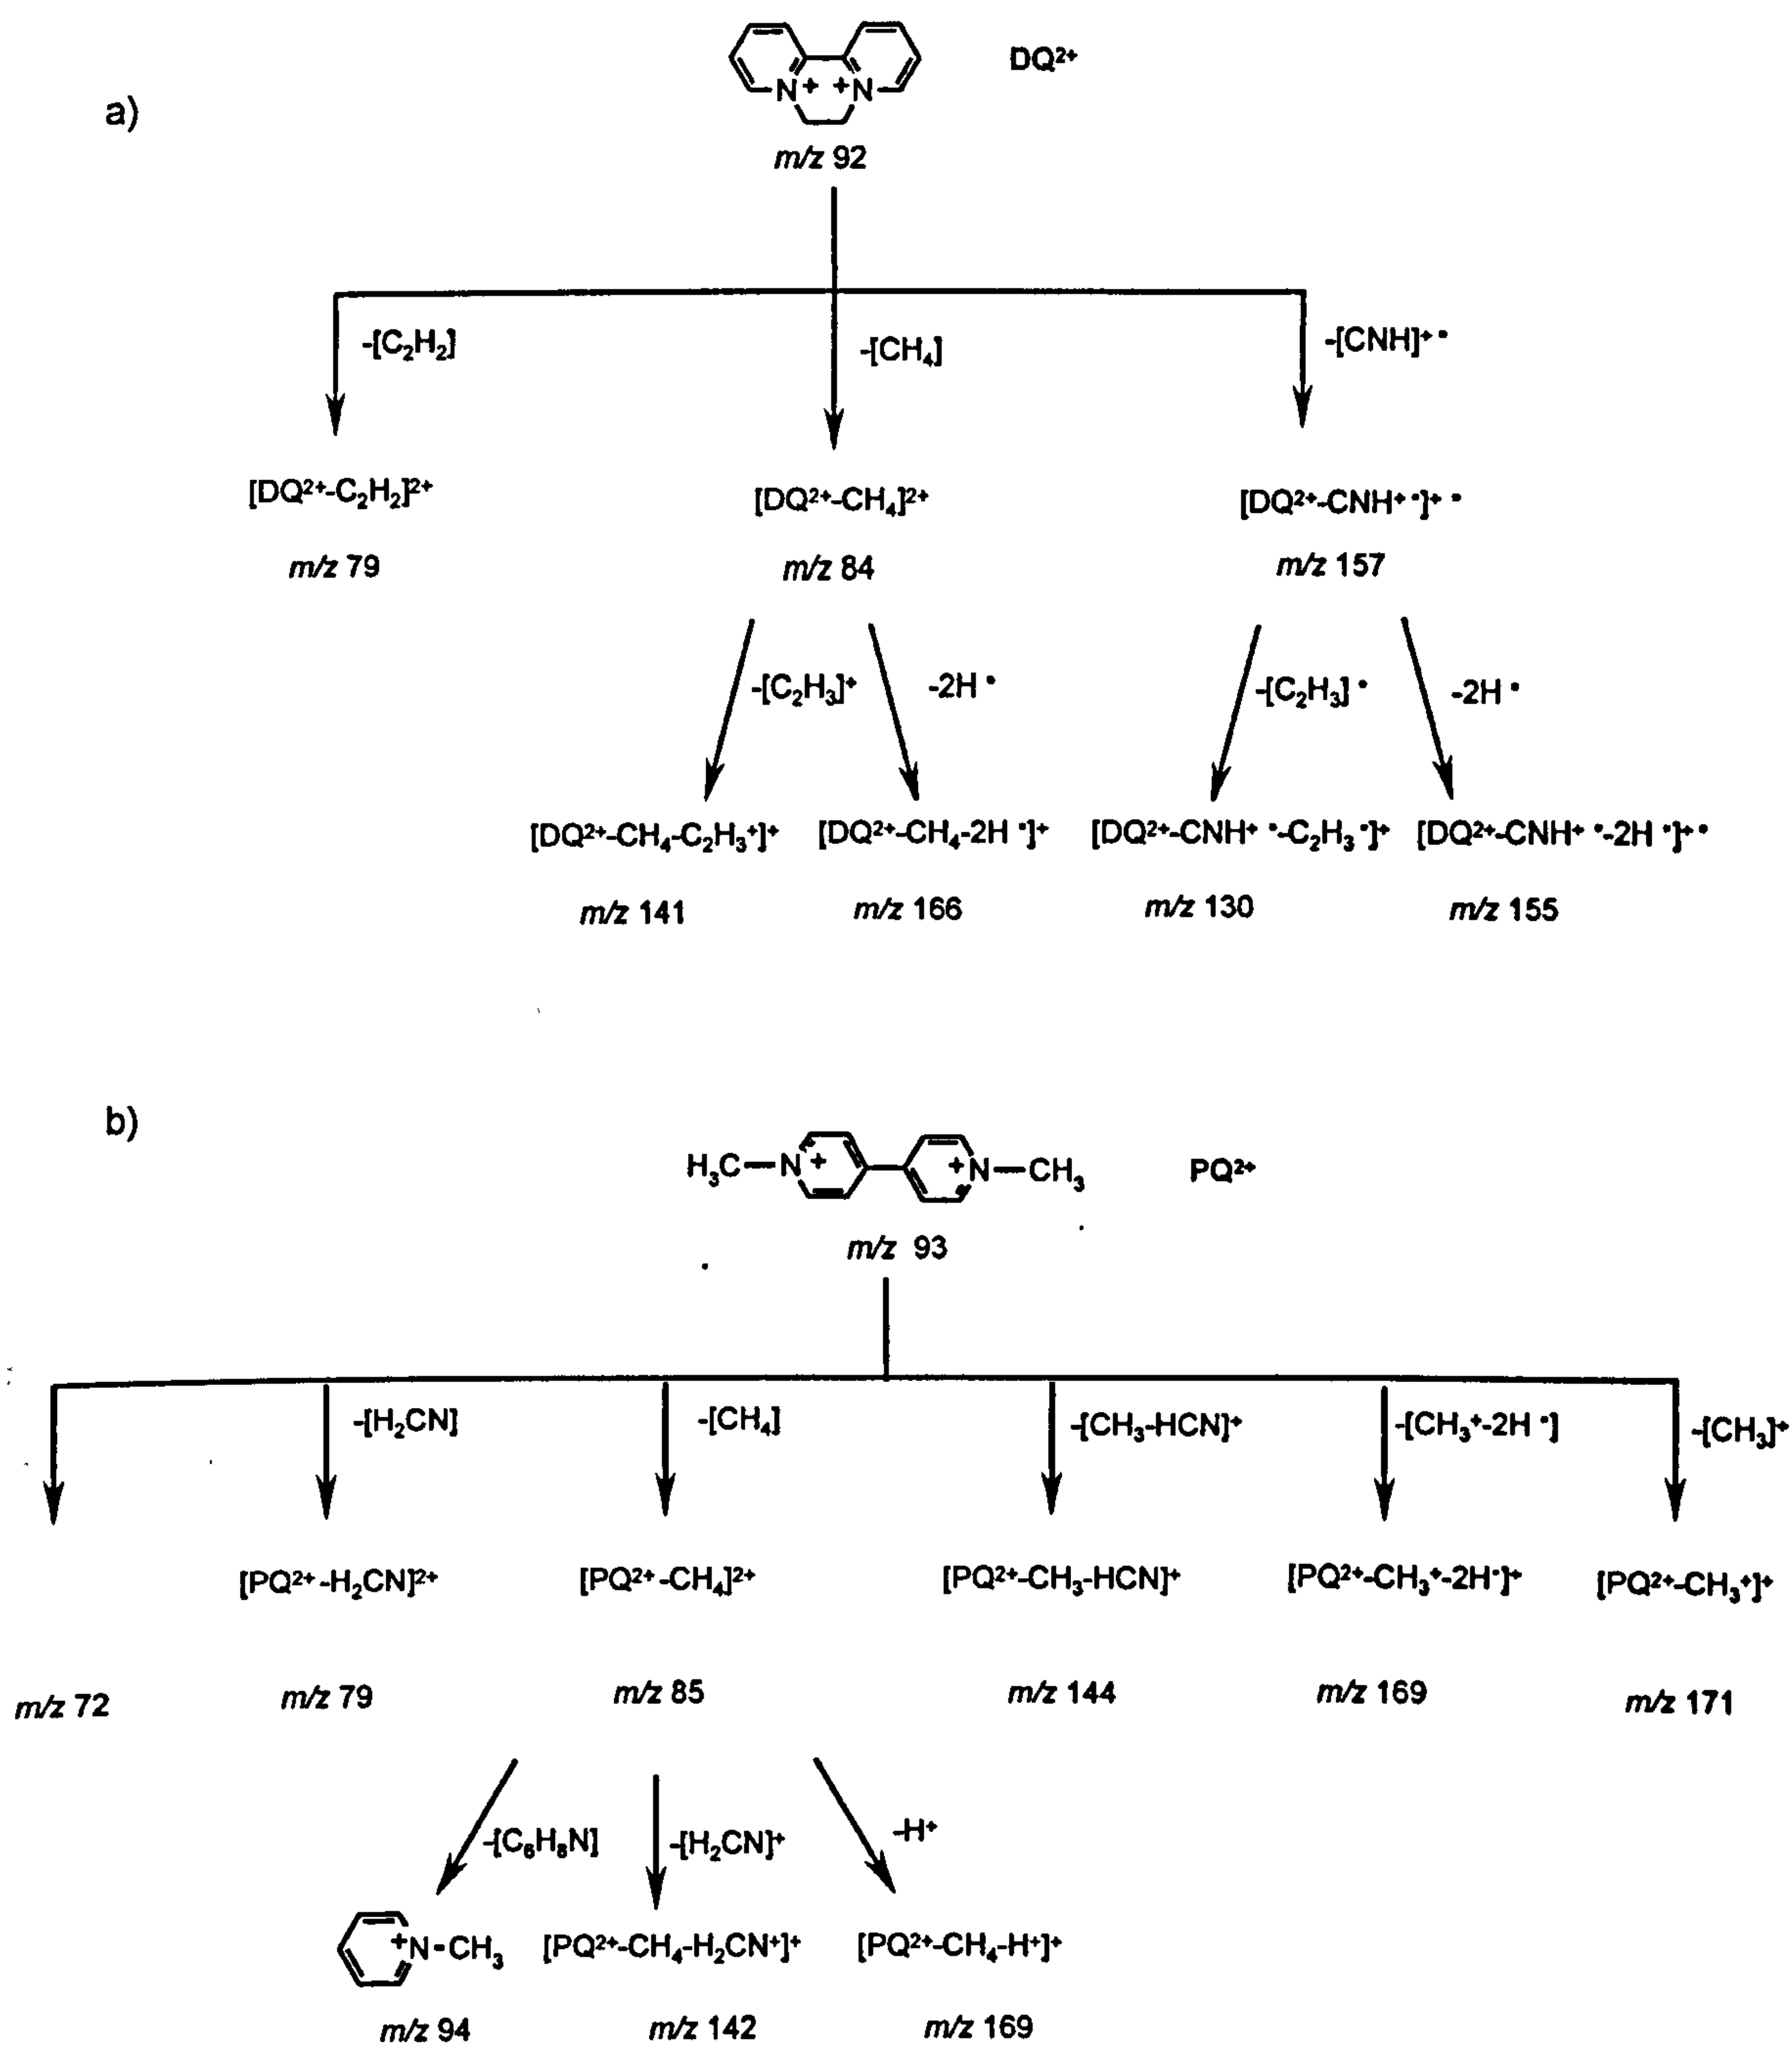 DQ²⁺
a)
N⁺ ⁺N
m/z 92
-[C₂H₂] -[CH₄] -[CNH]⁺•
[DQ²⁺-C₂H₂]²⁺ [DQ²⁺-CH₄]²⁺ [DQ²⁺-CNH⁺•]⁺•
m/z 79 m/z 84 m/z 157
-[C₂H₃]⁺ -2H• -[C₂H₃]• -2H•
[DQ²⁺-CH₄-C₂H₃⁺]⁺ [DQ²⁺-CH₄-2H•]⁺ [DQ²⁺-CNH⁺•-C₂H₃•]⁺ [DQ²⁺-CNH⁺•-2H•]⁺•
m/z 141 m/z 166 m/z 130 m/z 155
b)
H₃C-N⁺ ⁺N-CH₃ PQ²⁺
m/z 93
-[H₂CN] -[CH₄] -[CH₃-HCN]⁺ -[CH₃⁺-2H•] -[CH₃]⁺
[PQ²⁺-H₂CN]²⁺ [PQ²⁺-CH₄]²⁺ [PQ²⁺-CH₃-HCN]⁺ [PQ²⁺-CH₃⁺-2H•]⁺ [PQ²⁺-CH₃⁺]⁺
m/z 72 m/z 79 m/z 85 m/z 144 m/z 169 m/z 171
-[C₆H₈N] -[H₂CN]⁺ -H⁺
⁺N-CH₃ [PQ²⁺-CH₄-H₂CN⁺]⁺ [PQ²⁺-CH₄-H⁺]⁺
m/z 94 m/z 142 m/z 169